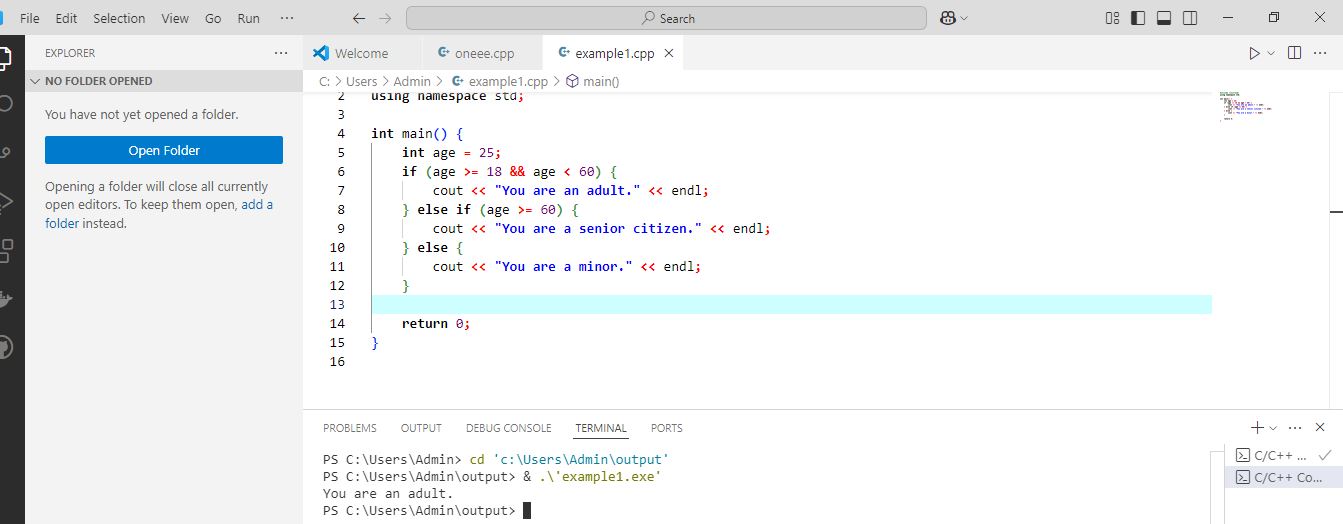 File Edit Selection View Go Run ...
Search
EXPLORER ...
NO FOLDER OPENED
You have not yet opened a folder.
Open Folder
Opening a folder will close all currently
open editors. To keep them open, add a
folder instead.
Welcome oneee.cpp example1.cpp
C: > Users > Admin > example1.cpp > main()
2 using namespace std;
3
4 int main() {
5 int age = 25;
6 if (age >= 18 && age < 60) {
7 cout << "You are an adult." << endl;
8 } else if (age >= 60) {
9 cout << "You are a senior citizen." << endl;
10 } else {
11 cout << "You are a minor." << endl;
12 }
13
14 return 0;
15 }
16
PROBLEMS OUTPUT DEBUG CONSOLE TERMINAL PORTS
PS C:\Users\Admin> cd 'c:\Users\Admin\output'
PS C:\Users\Admin\output> & .\'example1.exe'
You are an adult.
PS C:\Users\Admin\output>
C/C++ ...
C/C++ Co...